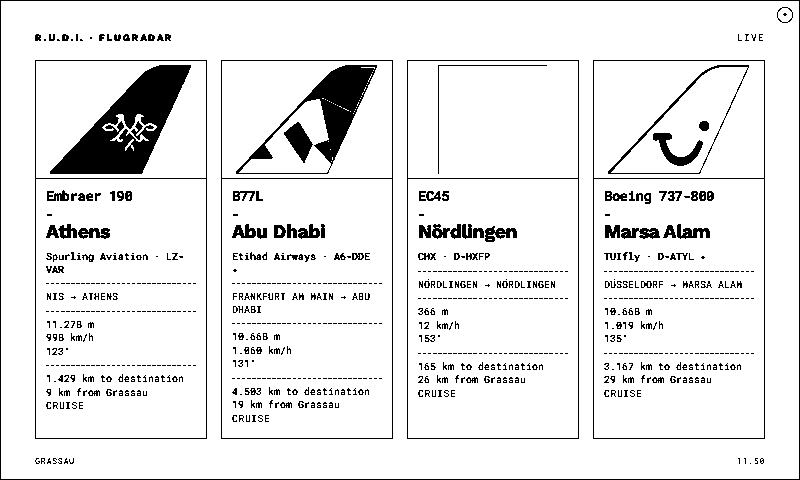 R.U.D.I. · FLUGRADAR
LIVE
Embraer 190
–
Athens
Spurling Aviation · LZ-
VAR
NIS → ATHENS
11.278 m
998 km/h
123°
1.429 km to destination
9 km from Grassau
CRUISE
B77L
–
Abu Dhabi
Etihad Airways · A6-DDE
✦
FRANKFURT AM MAIN → ABU
DHABI
10.668 m
1.060 km/h
131°
4.503 km to destination
19 km from Grassau
CRUISE
EC45
–
Nördlingen
CHX · D-HXFP
NÖRDLINGEN → NÖRDLINGEN
366 m
12 km/h
153°
165 km to destination
26 km from Grassau
CRUISE
Boeing 737-800
–
Marsa Alam
TUIfly · D-ATYL ✦
DÜSSELDORF → MARSA ALAM
10.668 m
1.019 km/h
135°
3.167 km to destination
29 km from Grassau
CRUISE
GRASSAU
11.50